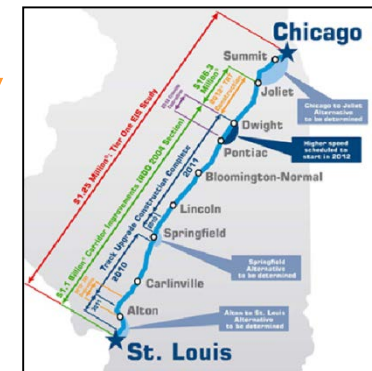 Chicago
Summit
Joliet
Chicago to Joliet
Alternative
to be determined
Dwight
Pontiac
Higher speed
scheduled to
start in 2012
Bloomington-Normal
Lincoln
Springfield
Springfield
Alternative
to be determined
Carlinville
Alton
Alton to St. Louis
Alternative
to be determined
St. Louis
$1.25 Million: Tier One EIS Study
$1.1 Billion: Corridor Improvements (ROD 2004 Section)
Track Upgrade Construction Complete
2010
2011
$186.3
Million